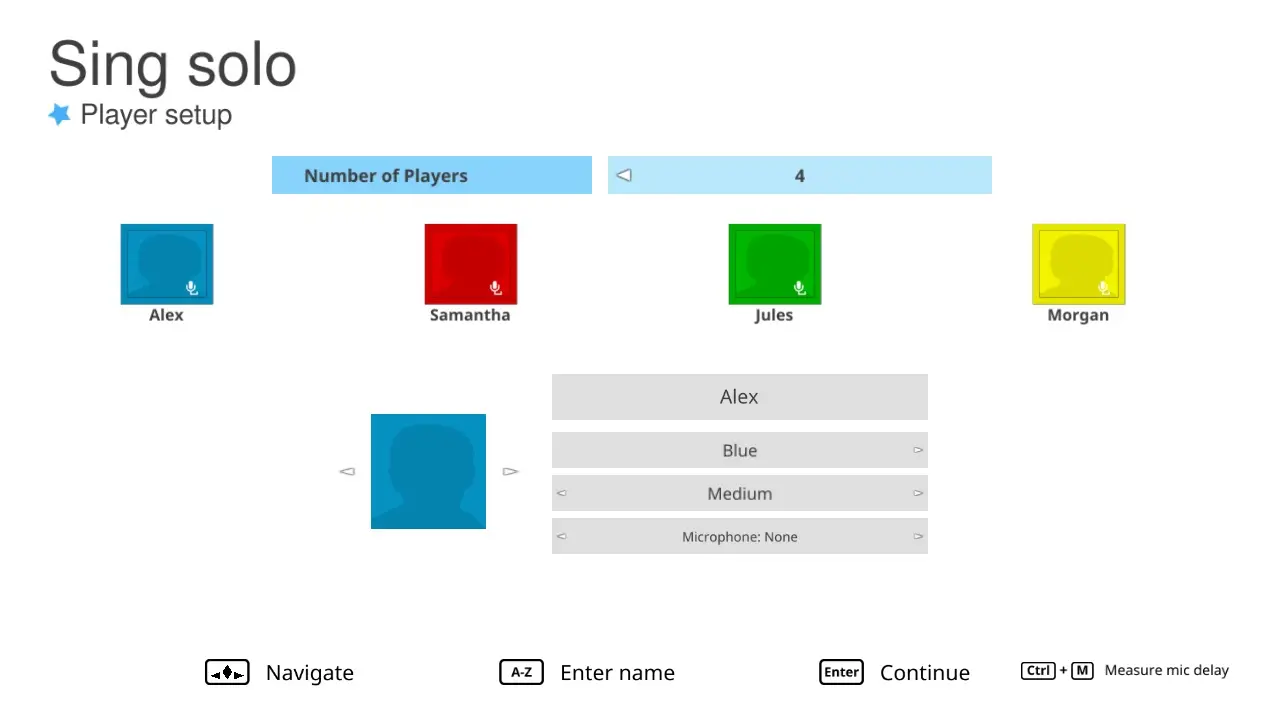 Sing solo
Player setup
Number of Players
4
Alex
Samantha
Jules
Morgan
Alex
Blue
Medium
Microphone: None
Navigate
A-Z Enter name
Enter Continue
Ctrl + M Measure mic delay